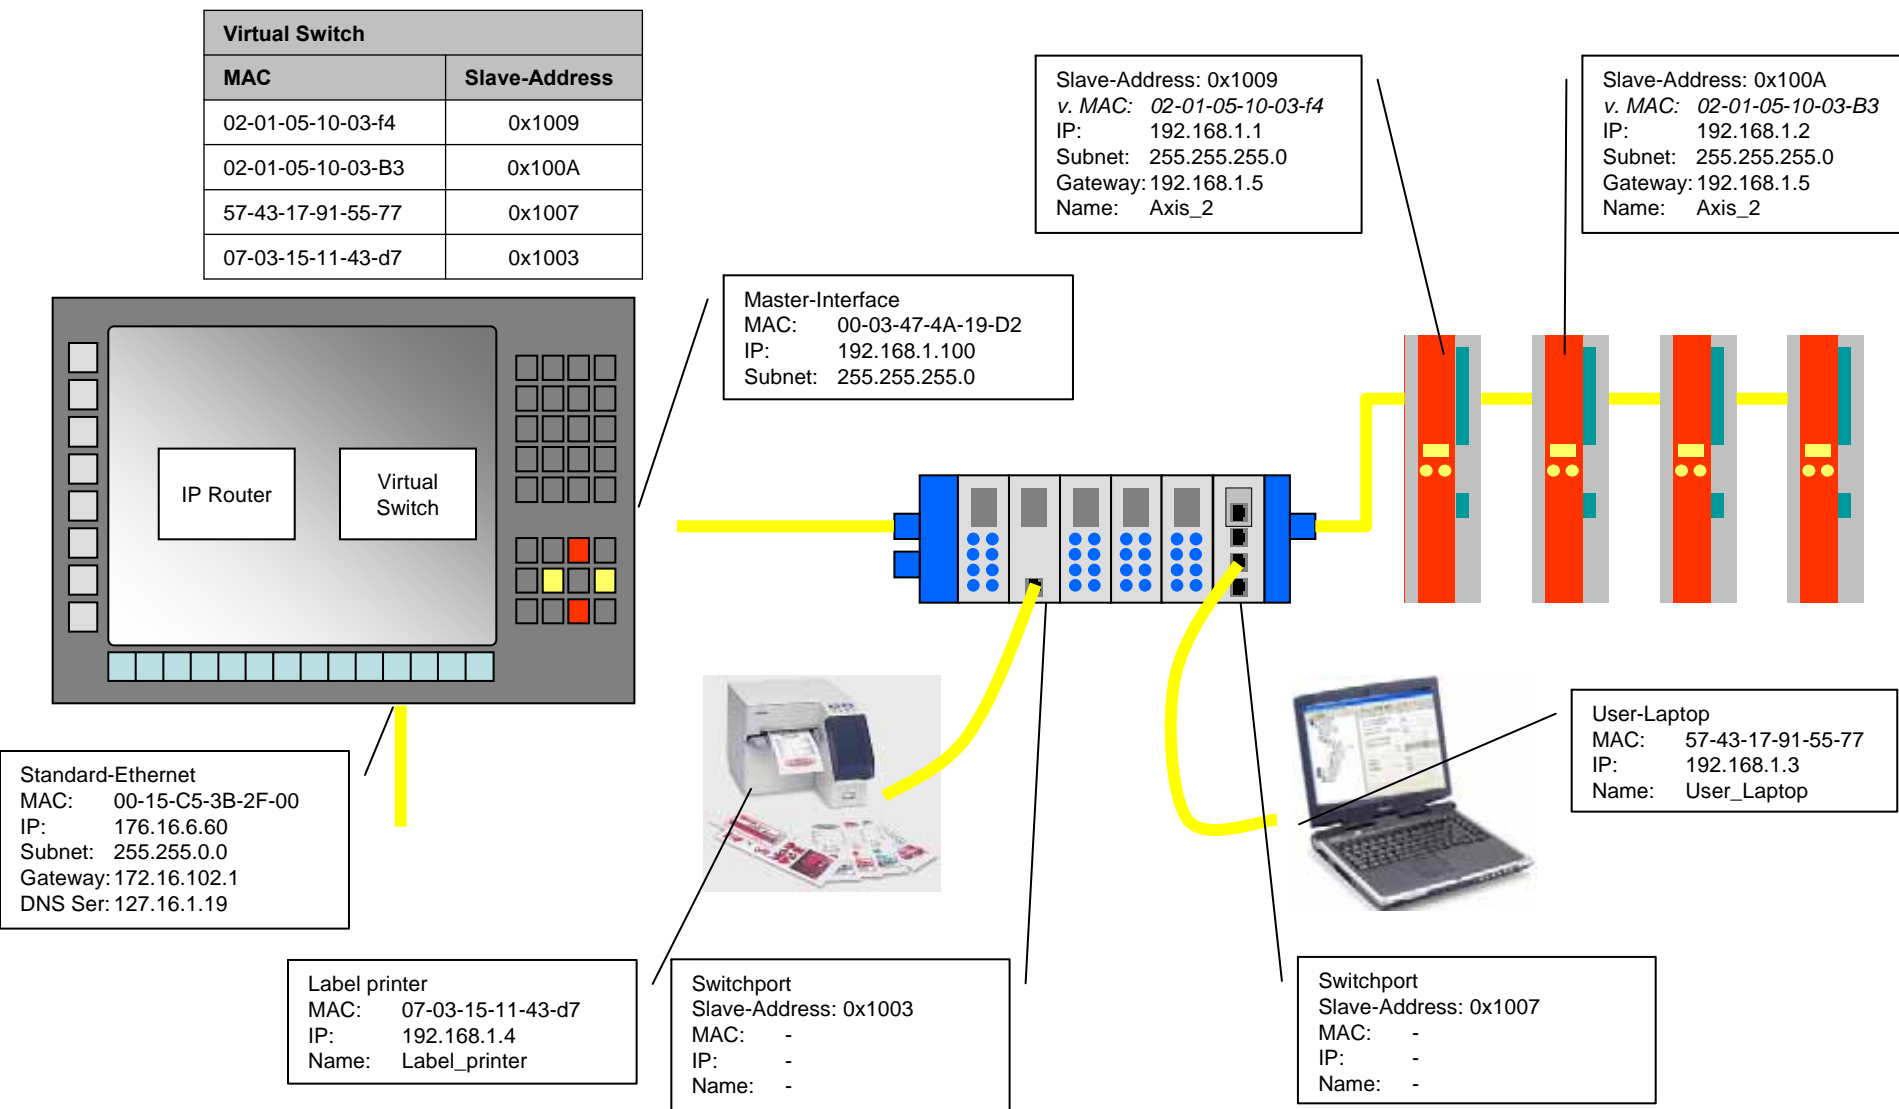 Virtual Switch
MAC Slave-Address
02-01-05-10-03-f4 0x1009
02-01-05-10-03-B3 0x100A
57-43-17-91-55-77 0x1007
07-03-15-11-43-d7 0x1003
Slave-Address: 0x1009
v. MAC: 02-01-05-10-03-f4
IP: 192.168.1.1
Subnet: 255.255.255.0
Gateway: 192.168.1.5
Name: Axis_2
Slave-Address: 0x100A
v. MAC: 02-01-05-10-03-B3
IP: 192.168.1.2
Subnet: 255.255.255.0
Gateway: 192.168.1.5
Name: Axis_2
Master-Interface
MAC: 00-03-47-4A-19-D2
IP: 192.168.1.100
Subnet: 255.255.255.0
IP Router
Virtual
Switch
Standard-Ethernet
MAC: 00-15-C5-3B-2F-00
IP: 176.16.6.60
Subnet: 255.255.0.0
Gateway: 172.16.102.1
DNS Ser: 127.16.1.19
User-Laptop
MAC: 57-43-17-91-55-77
IP: 192.168.1.3
Name: User_Laptop
Label printer
MAC: 07-03-15-11-43-d7
IP: 192.168.1.4
Name: Label_printer
Switchport
Slave-Address: 0x1003
MAC: -
IP: -
Name: -
Switchport
Slave-Address: 0x1007
MAC: -
IP: -
Name: -